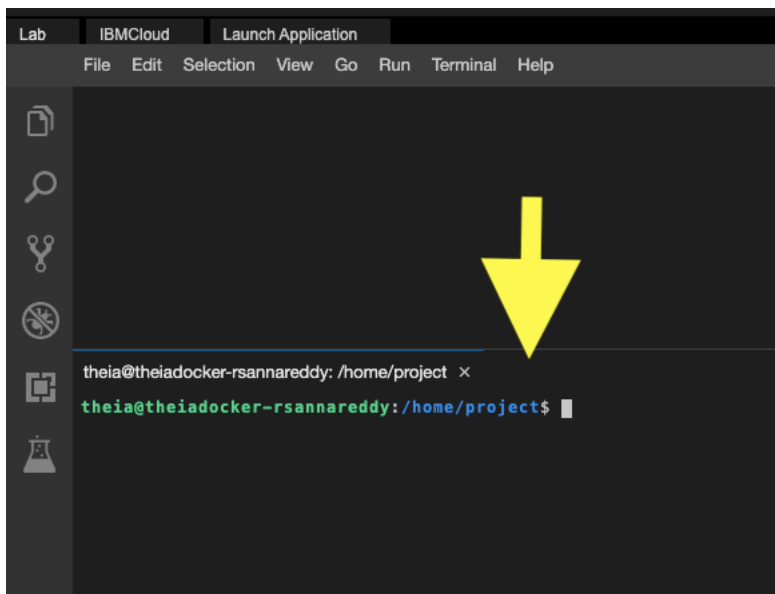 Lab IBMCloud Launch Application
File Edit Selection View Go Run Terminal Help
theia@theiadocker-rsannareddy: /home/project ×
theia@theiadocker-rsannareddy:/home/project$